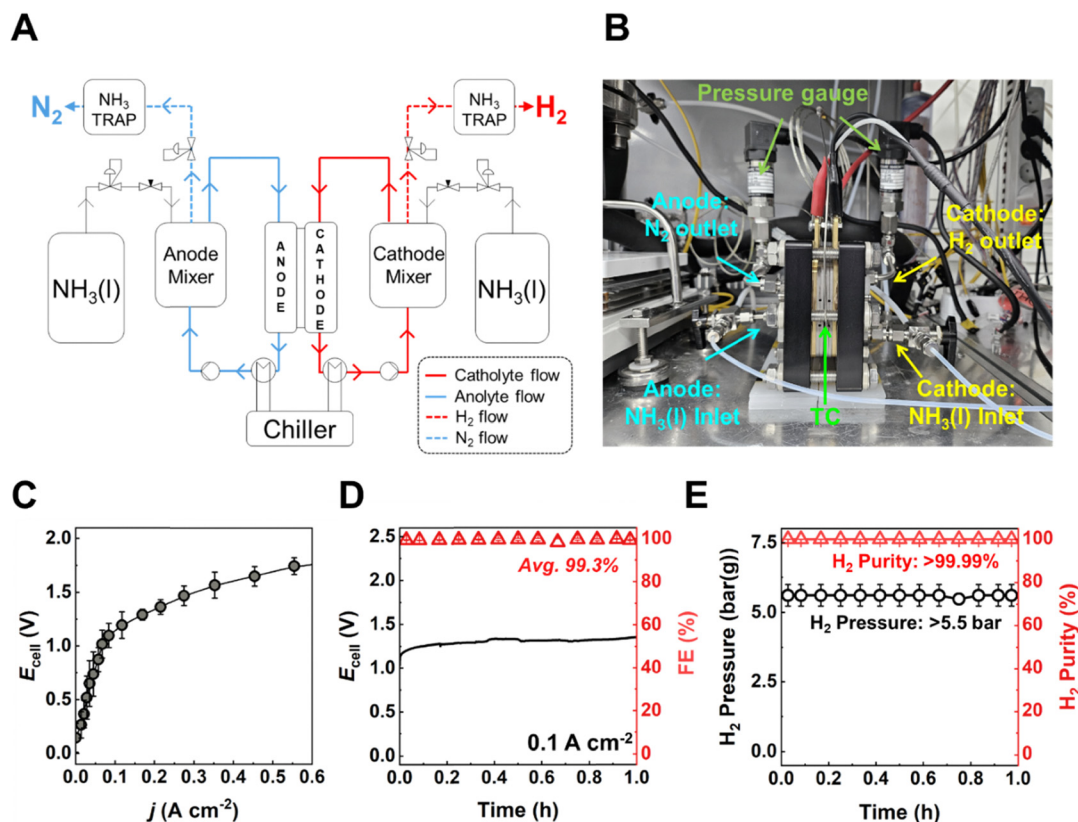 A
N₂
NH₃
TRAP
NH₃
TRAP
H₂
NH₃(l)
Anode
Mixer
ANODE
CATHODE
Cathode
Mixer
NH₃(l)
Chiller
Catholyte flow
Anolyte flow
H₂ flow
N₂ flow
B
Pressure gauge
Anode:
N₂ outlet
Cathode:
H₂ outlet
Anode:
NH₃(l) Inlet
TC
Cathode:
NH₃(l) Inlet
C
E_cell (V)
2.0
1.5
1.0
0.5
0.0
0.0 0.1 0.2 0.3 0.4 0.5 0.6
j (A cm⁻²)
D
E_cell (V)
2.5
2.0
1.5
1.0
0.5
0.0
Avg. 99.3%
0.1 A cm⁻²
100
80
60
40
20
0
FE (%)
0.0 0.2 0.4 0.6 0.8 1.0
Time (h)
E
H₂ Pressure (bar(g))
7.5
5.0
2.5
0.0
H₂ Purity: >99.99%
H₂ Pressure: >5.5 bar
100
80
60
40
20
0
H₂ Purity (%)
0.0 0.2 0.4 0.6 0.8 1.0
Time (h)